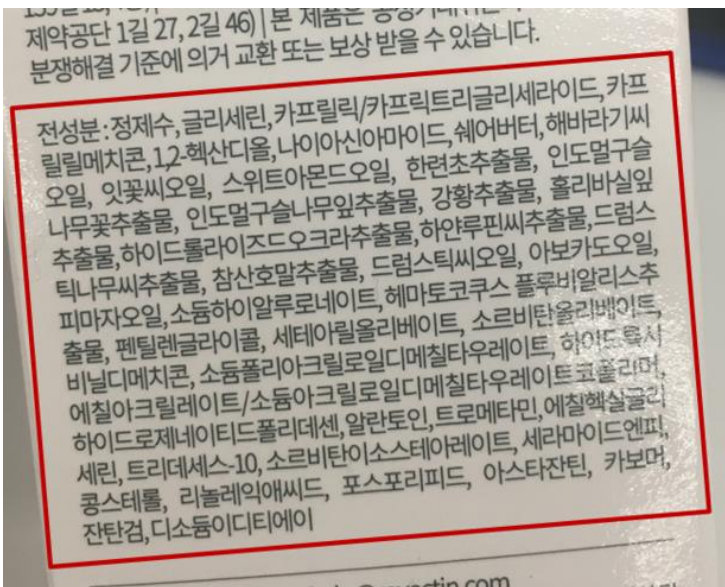 제약공단 1길 27, 2길 46) | 본 제품은
분쟁해결 기준에 의거 교환 또는 보상 받을 수 있습니다.
전성분 : 정제수, 글리세린, 카프릴릭/카프릭트리글리세라이드, 카프
릴릴메치콘, 1,2-헥산디올, 나이아신아마이드, 쉐어버터, 해바라기씨
오일, 잇꽃씨오일, 스위트아몬드오일, 한련초추출물, 인도멀구슬
나무꽃추출물, 인도멀구슬나무잎추출물, 강황추출물, 홀리바질잎
추출물, 하이드롤라이즈드오크라추출물, 하얀루핀씨추출물, 드럼스
틱나무씨추출물, 참산호말추출물, 드럼스틱씨오일, 아보카도오일,
피마자오일, 소듐하이알루로네이트, 헤마토코쿠스 플루비알리스추
출물, 펜틸렌글라이콜, 세테아릴올리베이트, 소르비탄올리베이트,
비닐디메치콘, 소듐폴리아크릴로일디메칠타우레이트, 하이드록시
에칠아크릴레이트/소듐아크릴로일디메칠타우레이트코폴리머,
하이드로제네이티드폴리데센, 알란토인, 트로메타민, 에칠헥실글리
세린, 트리데세스-10, 소르비탄이소스테아레이트, 세라마이드엔피,
콩스테롤, 리놀레익애씨드, 포스포리피드, 아스타잔틴, 카보머,
잔탄검, 디소듐이디티에이